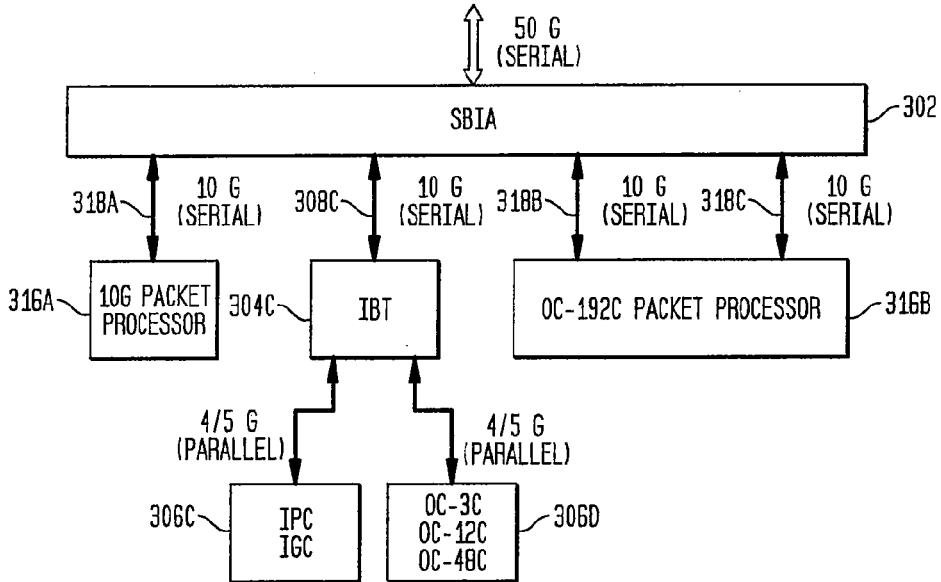 50 G
(SERIAL)
SBIA
302
318A
10 G
(SERIAL)
308C
10 G
(SERIAL)
318B
10 G
(SERIAL)
318C
10 G
(SERIAL)
316A
10G PACKET
PROCESSOR
304C
IBT
OC-192C PACKET PROCESSOR
316B
4/5 G
(PARALLEL)
4/5 G
(PARALLEL)
306C
IPC
IGC
OC-3C
OC-12C
OC-48C
306D